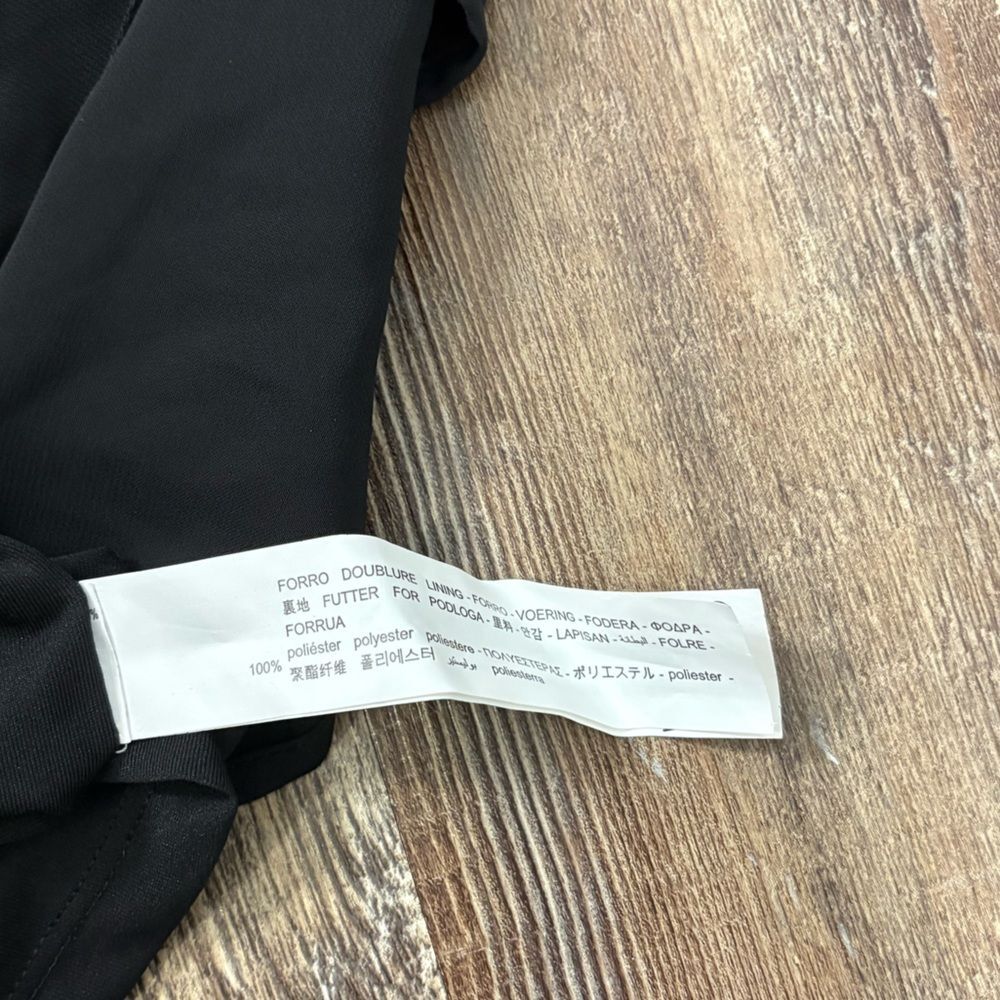 FORRO DOUBLURE LINING - FORRO - VOERING - FODERA - ΦΟΔΡΑ -
裏地 FUTTER FOR PODLOGA - 里料 - 안감 - LAPISAN - البطانة - FOLRE -
FORRUA
100% poliéster polyester poliestere - ΠΟΛΥΕΣΤΕΡΑΣ - ポリエステル - poliester -
聚酯纤维 폴리에스터 بوليستر poliesterra
%